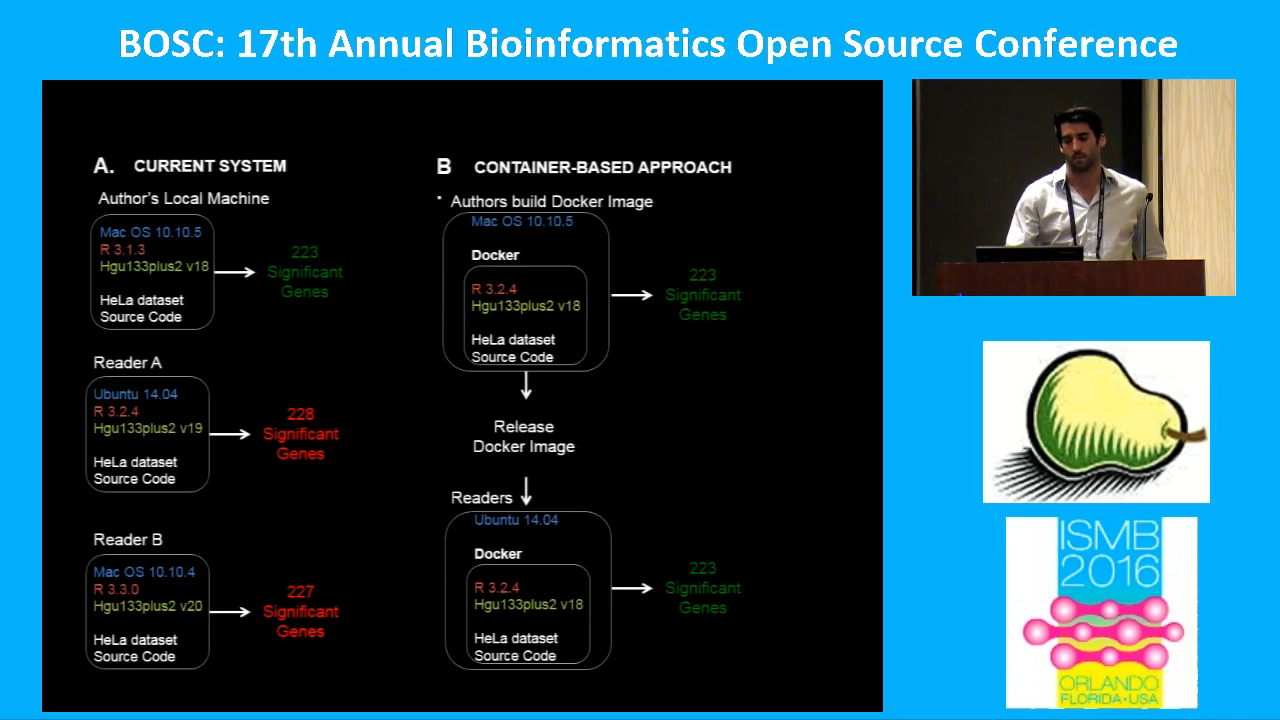 BOSC: 17th Annual Bioinformatics Open Source Conference
A. CURRENT SYSTEM
Author's Local Machine
Mac OS 10.10.5
R 3.1.3
Hgu133plus2 v18
HeLa dataset
Source Code
223
Significant
Genes
Reader A
Ubuntu 14.04
R 3.2.4
Hgu133plus2 v19
HeLa dataset
Source Code
228
Significant
Genes
Reader B
Mac OS 10.10.4
R 3.3.0
Hgu133plus2 v20
HeLa dataset
Source Code
227
Significant
Genes
B CONTAINER-BASED APPROACH
Authors build Docker Image
Mac OS 10.10.5
Docker
R 3.2.4
Hgu133plus2 v18
HeLa dataset
Source Code
223
Significant
Genes
Release
Docker Image
Readers
Ubuntu 14.04
Docker
R 3.2.4
Hgu133plus2 v18
HeLa dataset
Source Code
223
Significant
Genes
ISMB
2016
ORLANDO
FLORIDA•USA